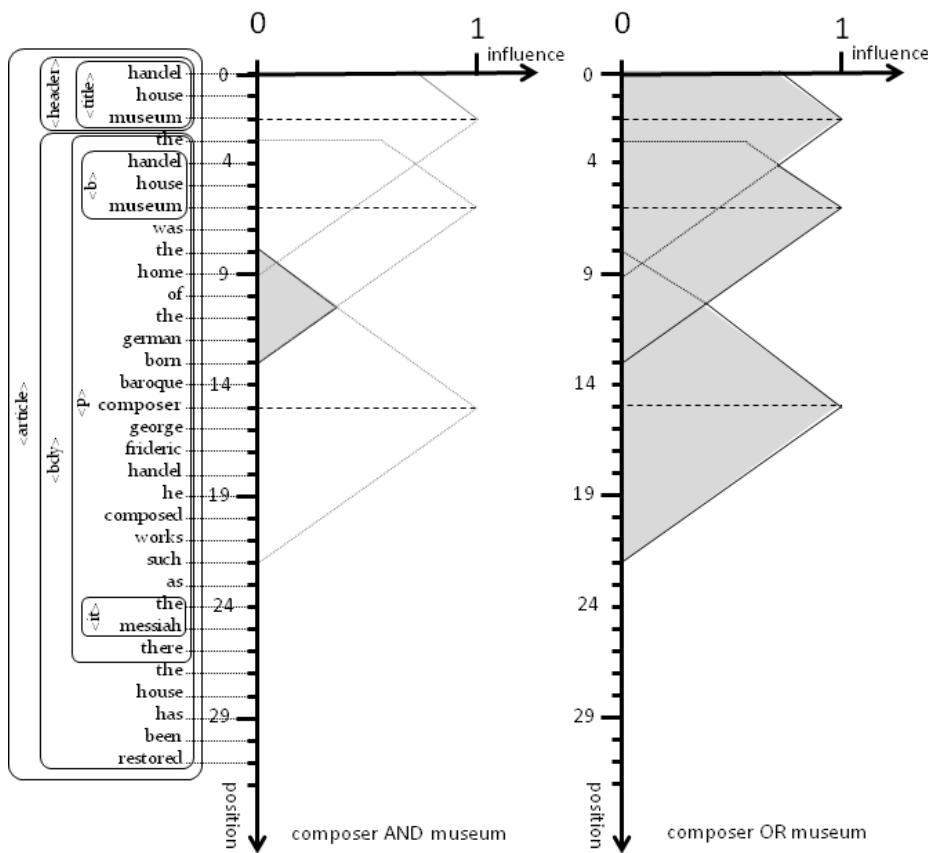 0 1 0 1
influence influence
<article>
<header>
<title>
handel 0 0
house
museum
<bdy>
<p>
the
<b>
handel 4 4
house
museum
was
the
home 9 9
of
the
german
born
baroque 14 14
composer
george
frideric
handel
he 19 19
composed
works
such
as
<it>
the 24 24
messiah
there
the
house
has 29 29
been
restored
position position
composer AND museum composer OR museum